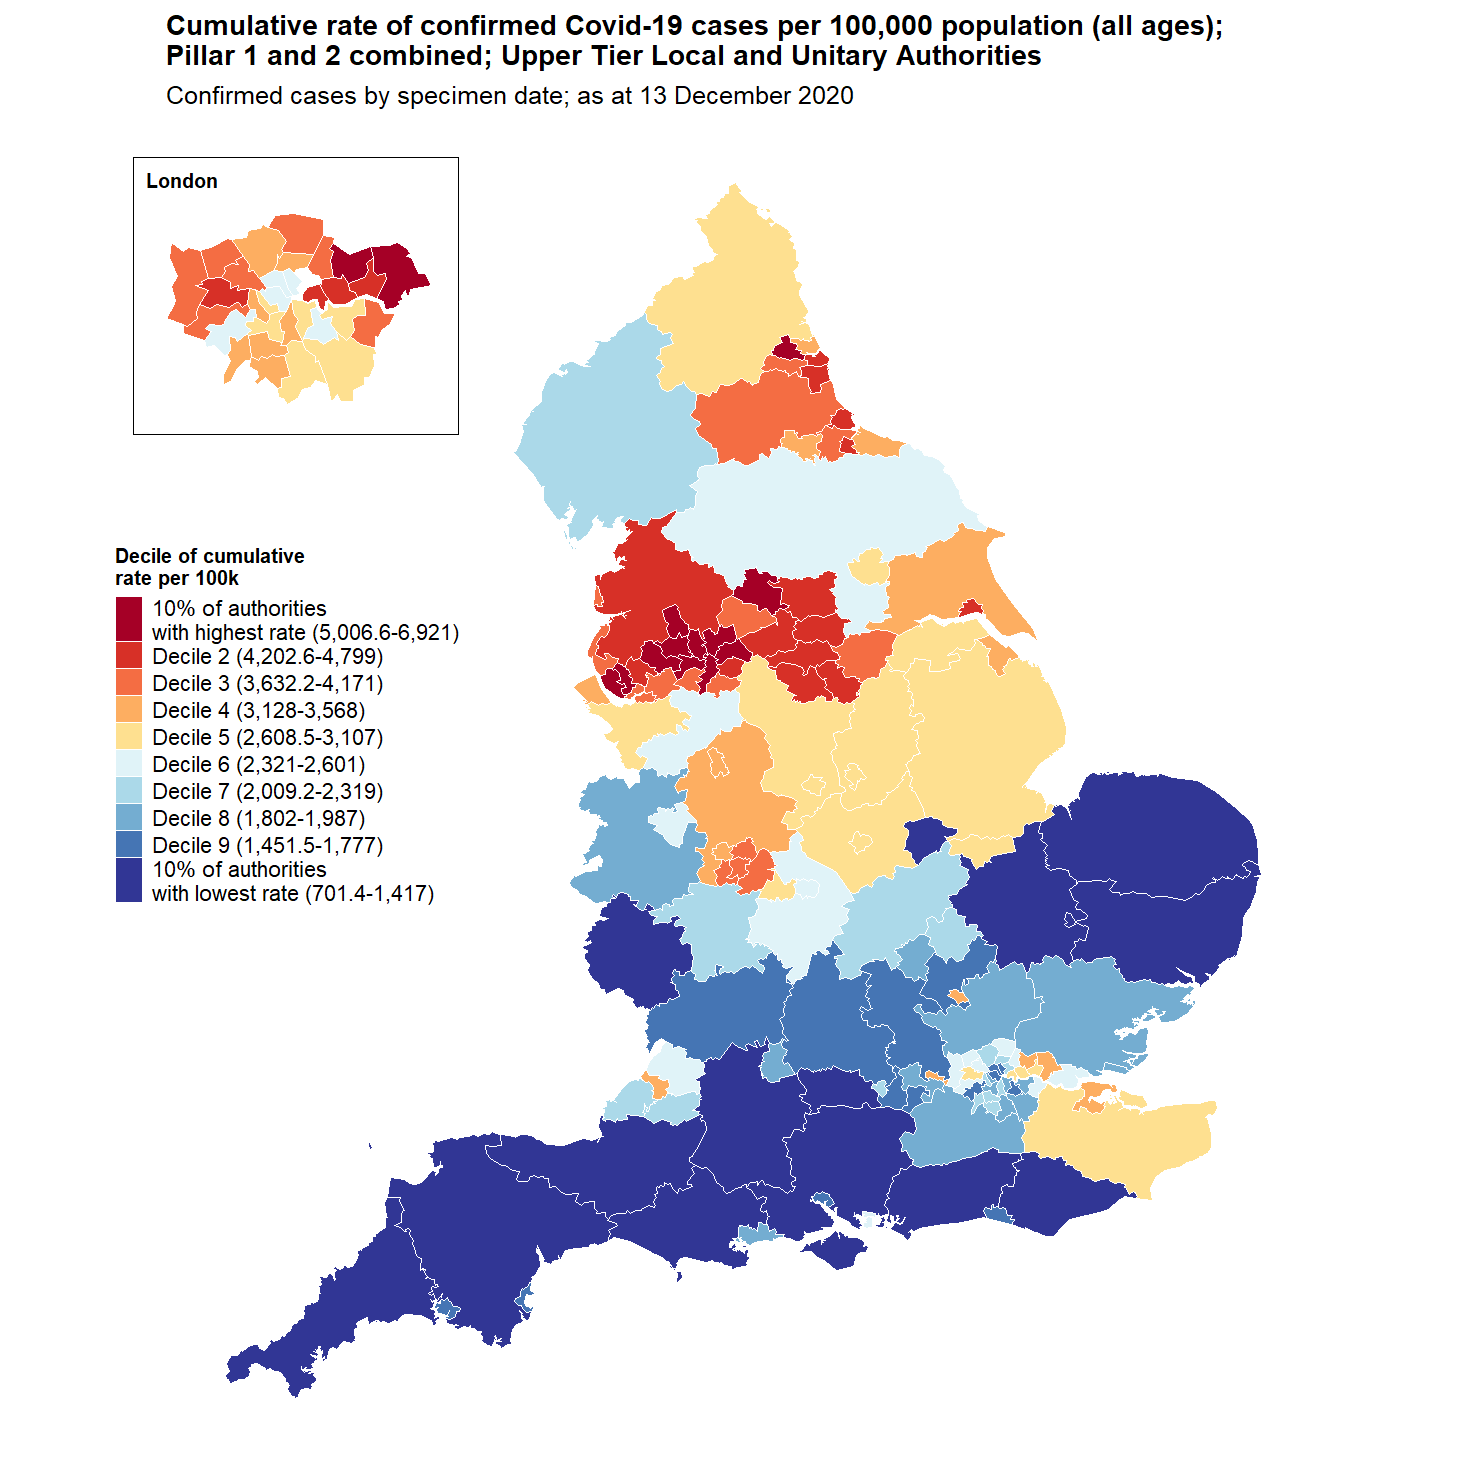 Cumulative rate of confirmed Covid-19 cases per 100,000 population (all ages);
Pillar 1 and 2 combined; Upper Tier Local and Unitary Authorities
Confirmed cases by specimen date; as at 13 December 2020
London
Decile of cumulative
rate per 100k
10% of authorities
with highest rate (5,006.6-6,921)
Decile 2 (4,202.6-4,799)
Decile 3 (3,632.2-4,171)
Decile 4 (3,128-3,568)
Decile 5 (2,608.5-3,107)
Decile 6 (2,321-2,601)
Decile 7 (2,009.2-2,319)
Decile 8 (1,802-1,987)
Decile 9 (1,451.5-1,777)
10% of authorities
with lowest rate (701.4-1,417)